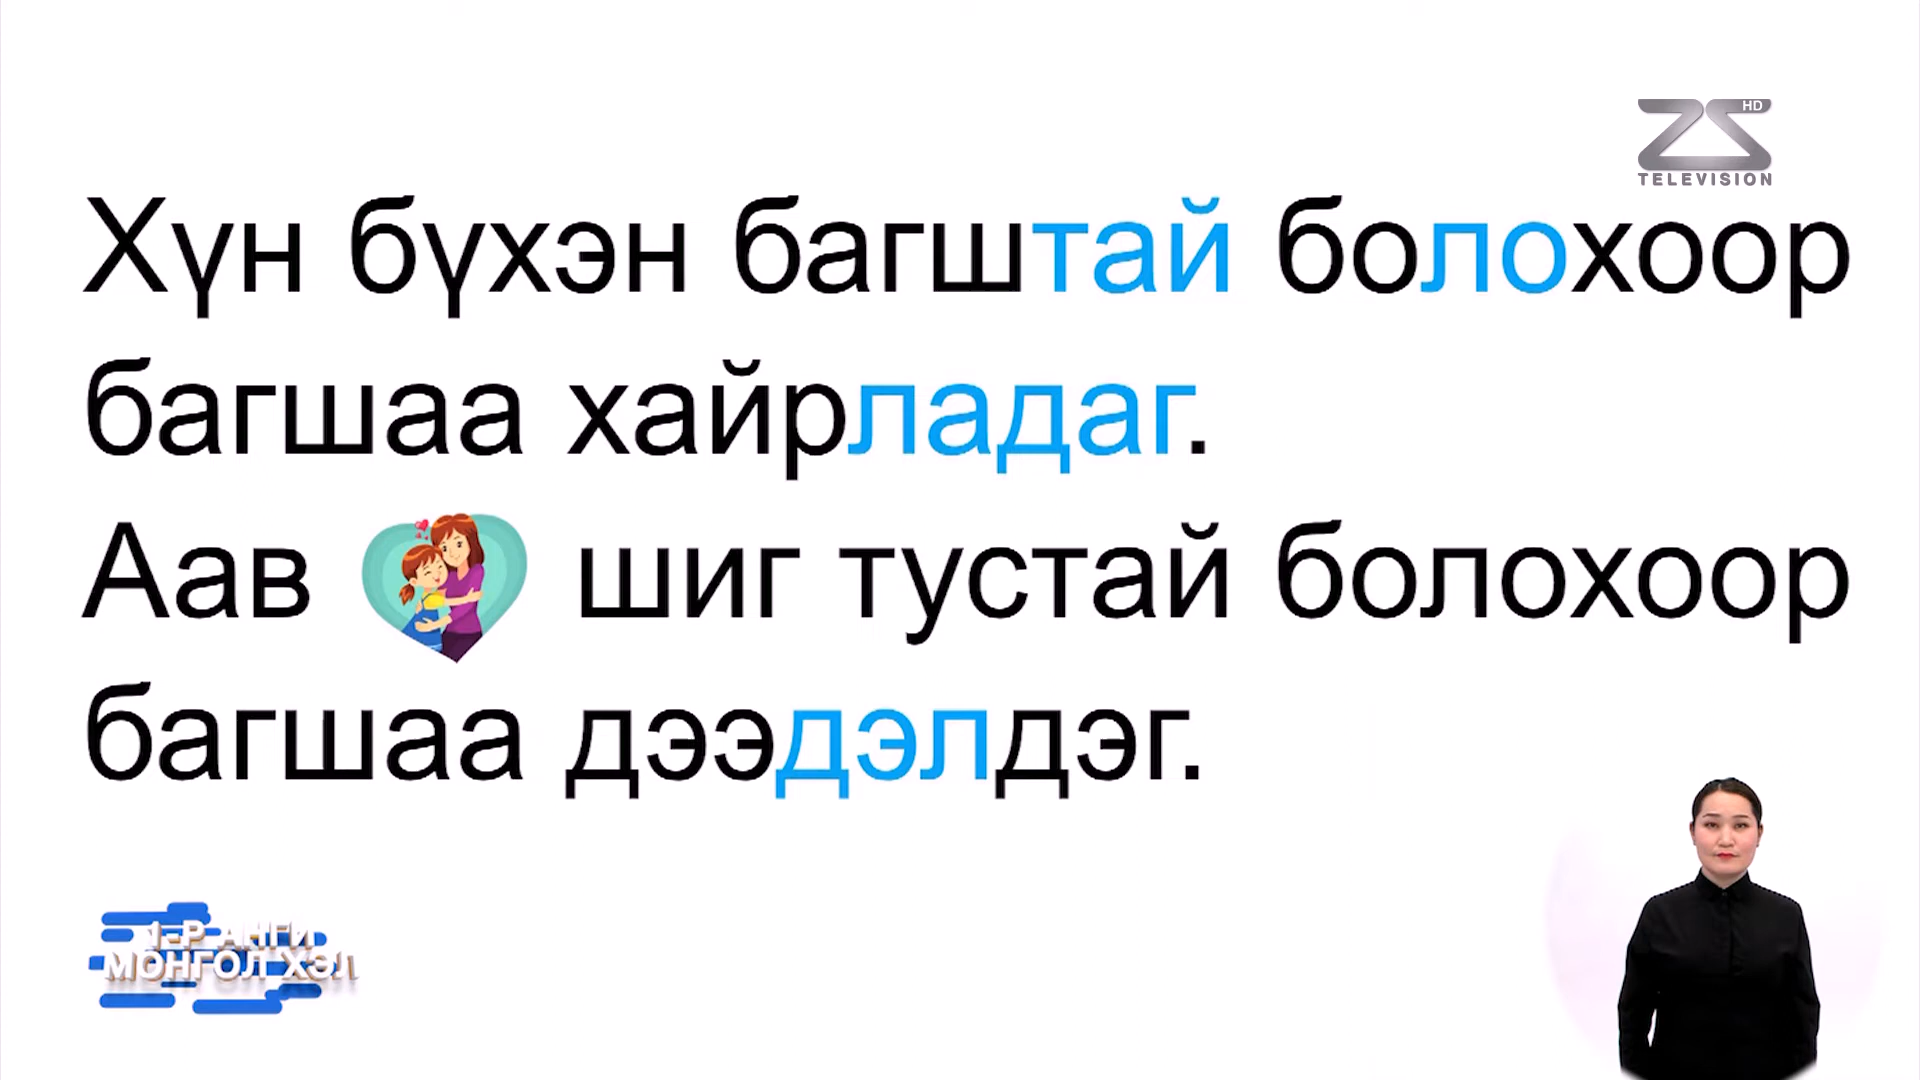 HD
TELEVISION
Хүн бүхэн багштай болохоор
багшаа хайрладаг.
Аав шиг тустай болохоор
багшаа дээдэлдэг.
1-Р АНГИ
МОНГОЛ ХЭЛ